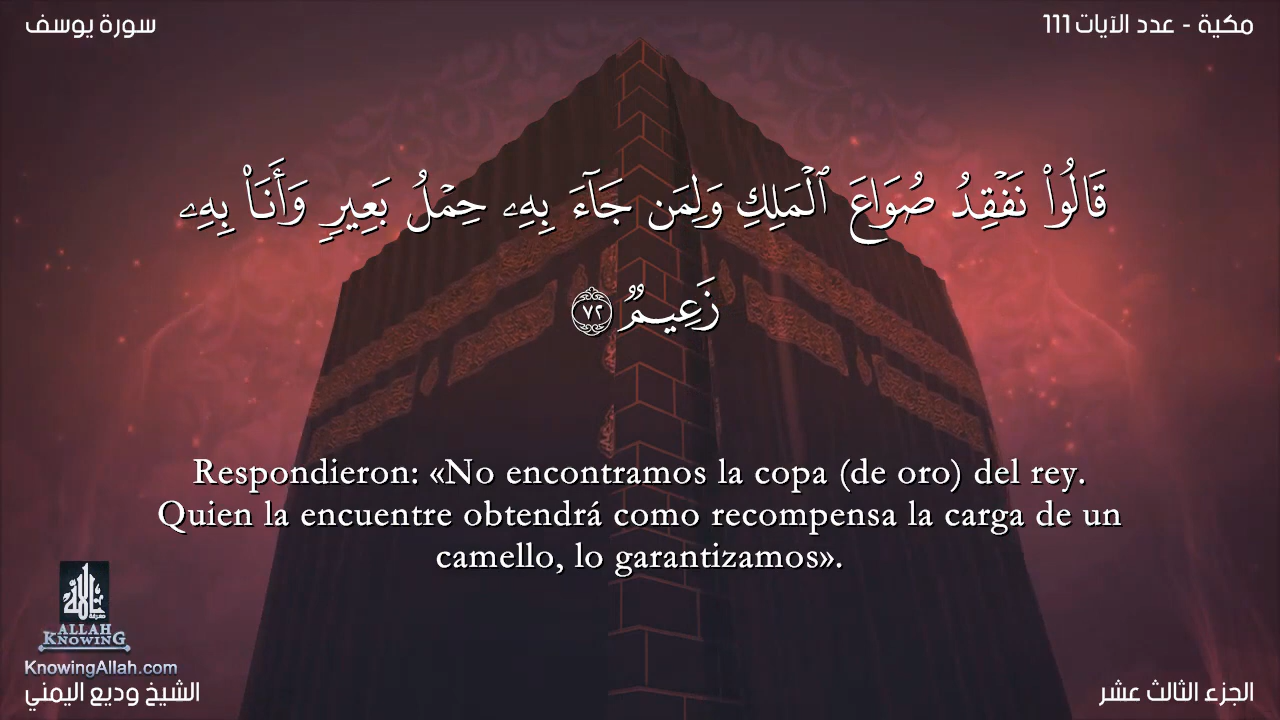 سورة يوسف
مكية - عدد الآيات 111
قَالُوا۟ نَفْقِدُ صُوَاعَ ٱلْمَلِكِ وَلِمَن جَآءَ بِهِۦ حِمْلُ بَعِيرٍۢ وَأَنَا۠ بِهِۦ
زَعِيمٌۭ ٧٢
Respondieron: «No encontramos la copa (de oro) del rey.
Quien la encuentre obtendrá como recompensa la carga de un
camello, lo garantizamos».
ALLAH
KNOWING
KnowingAllah.com
الشيخ وديع اليمني
الجزء الثالث عشر